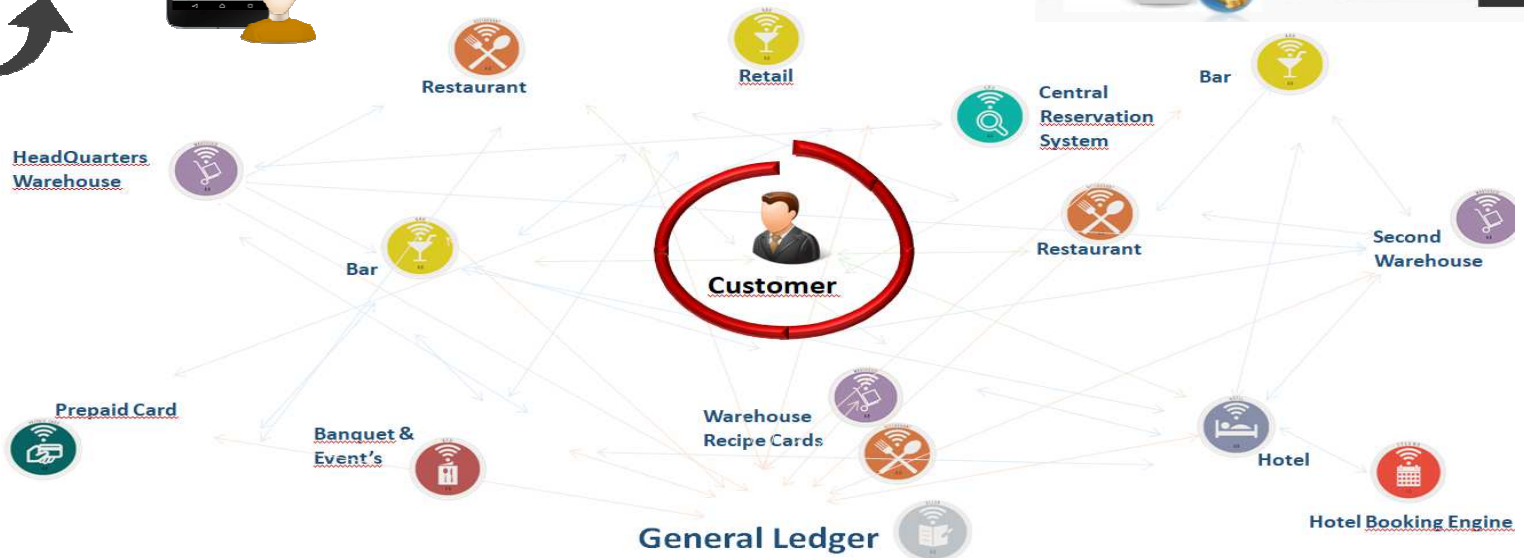 Restaurant
Retail
Bar
Central
Reservation
System
HeadQuarters
Warehouse
Restaurant
Second
Warehouse
Bar
Customer
Prepaid Card
Banquet &
Event's
Warehouse
Recipe Cards
Hotel
Hotel Booking Engine
General Ledger